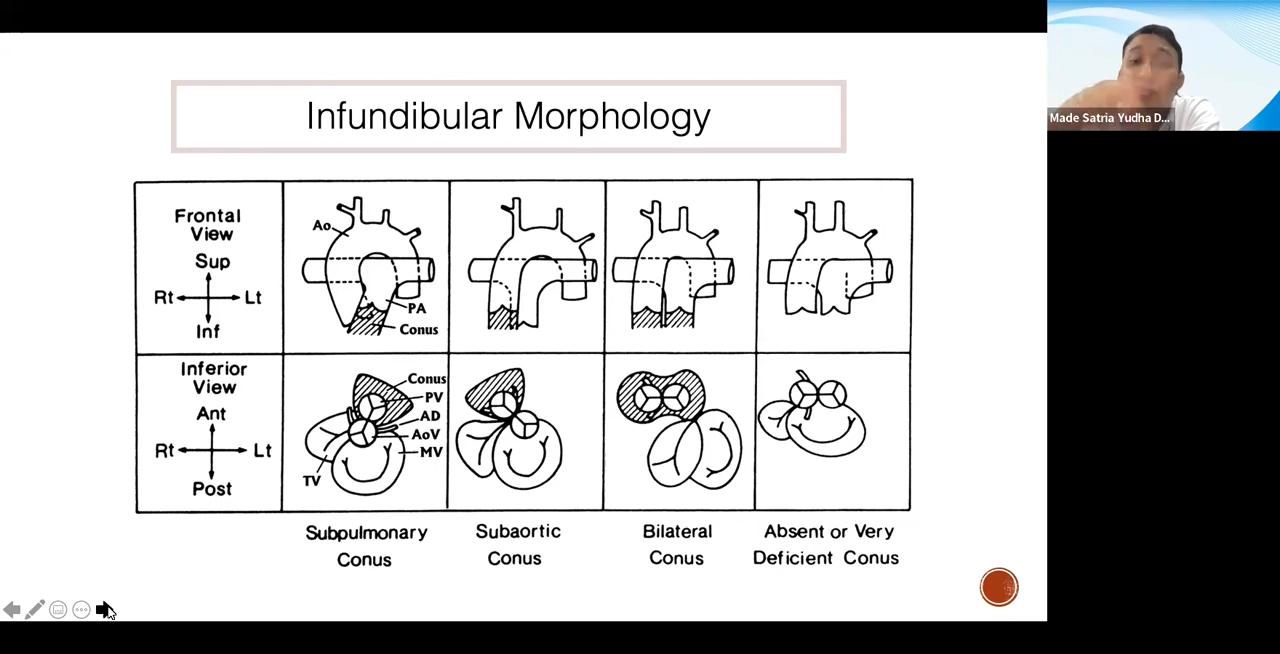 Infundibular Morphology
Made Satria Yudha D...
Frontal
View
Sup
Rt Lt
Inf
Ao
PA
Conus
Inferior
View
Ant
Rt Lt
Post
Conus
PV
AD
AoV
MV
TV
Subpulmonary
Conus
Subaortic
Conus
Bilateral
Conus
Absent or Very
Deficient Conus